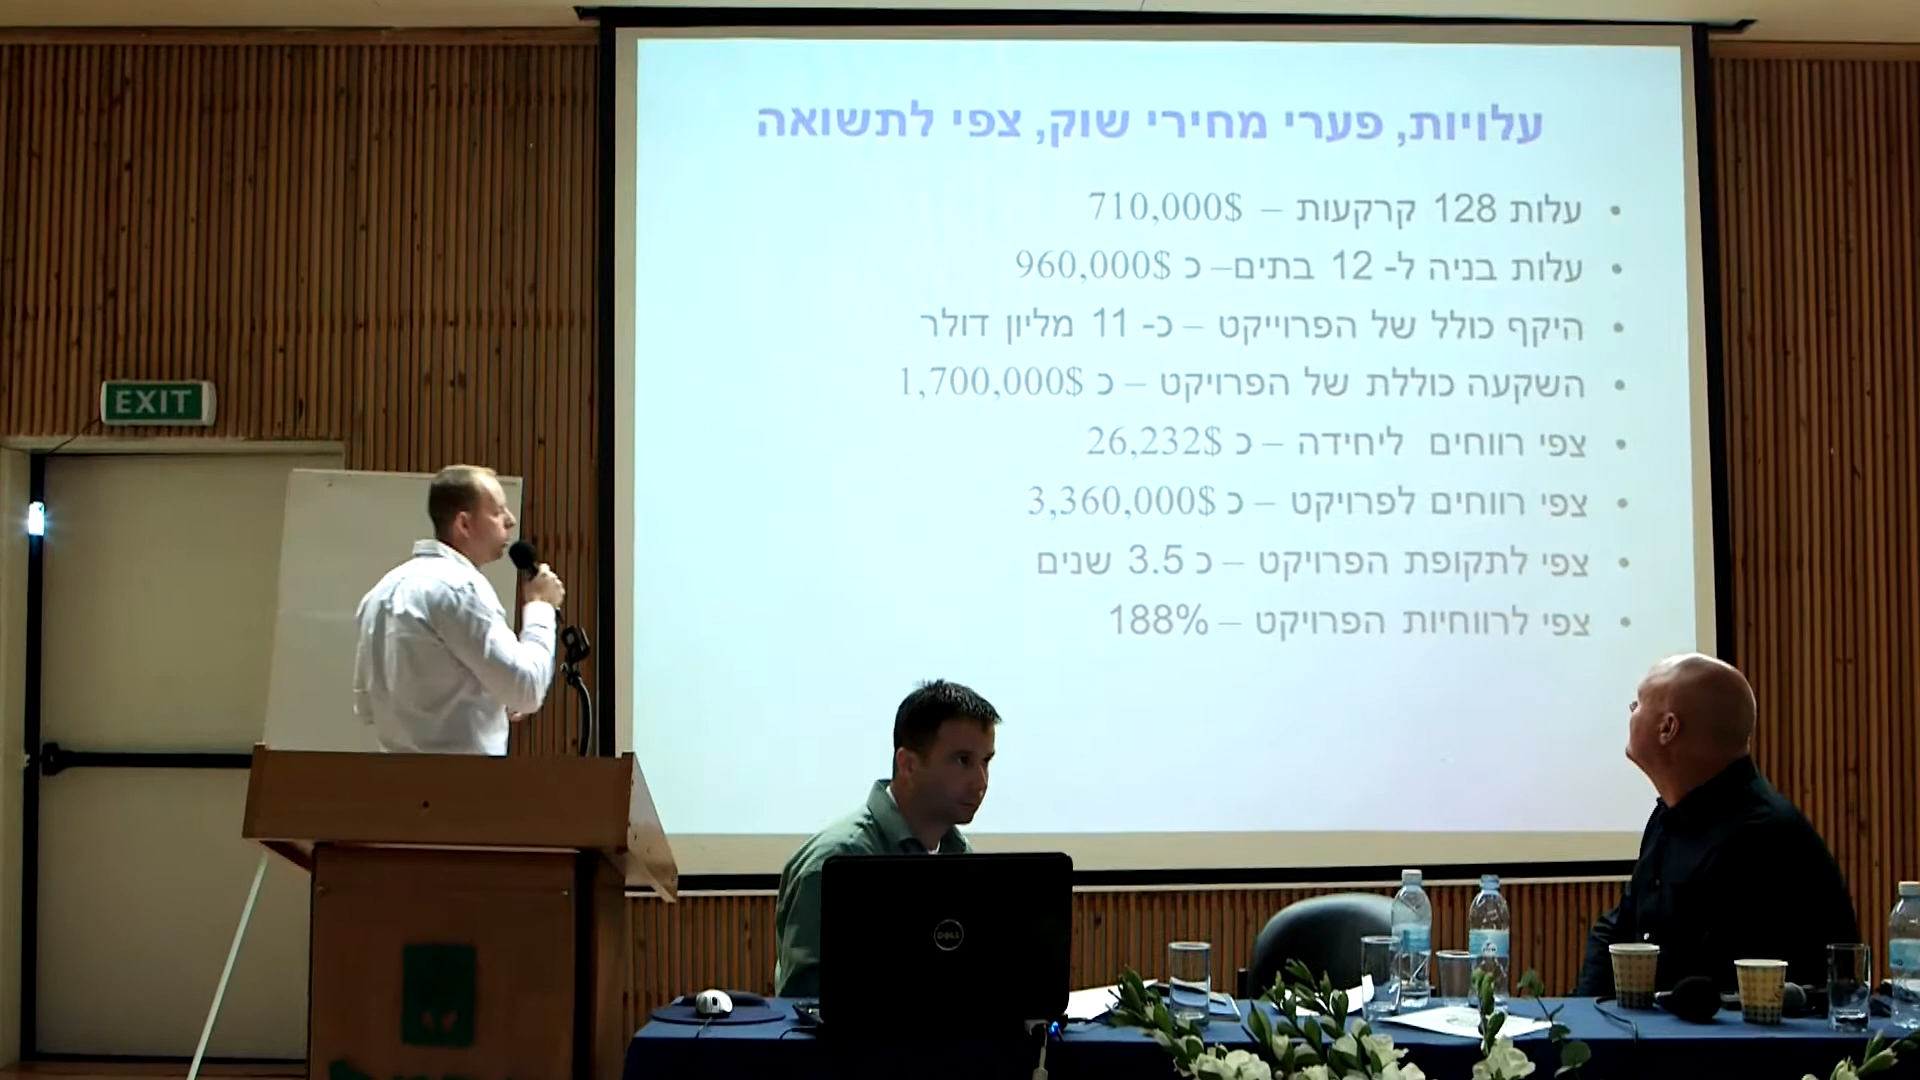 עלויות, פערי מחירי שוק, צפי לתשואה
• עלות 128 קרקעות – 710,000$
• עלות בניה ל- 12 בתים– כ 960,000$
• היקף כולל של הפרוייקט – כ- 11 מליון דולר
• השקעה כוללת של הפרויקט – כ 1,700,000$
• צפי רווחים ליחידה – כ 26,232$
• צפי רווחים לפרויקט – כ 3,360,000$
• צפי לתקופת הפרויקט – כ 3.5 שנים
• צפי לרווחיות הפרויקט – 188%
EXIT
DELL